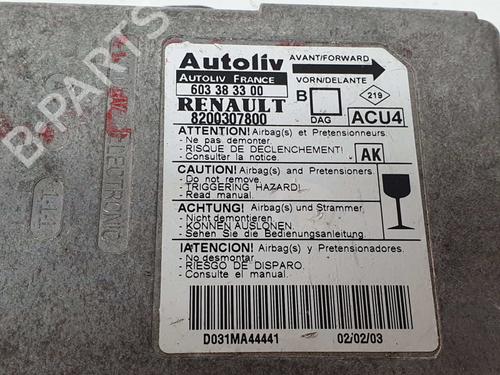 Autoliv
AUTOLIV FRANCE
603 38 33 00
RENAULT
8200307800
AVANT/FORWARD
VORN/DELANTE
B
DAG
219
ACU4
ATTENTION! Airbag(s) et Pretensionneurs.
- Ne pas demonter.
- RISQUE DE DECLENCHEMENT!
- Consulter la notice.
AK
CAUTION! Airbag(s) and Pretensioners.
- Do not remove.
- TRIGGERING HAZARD!
- Read manual.
ACHTUNG! Airbag(s) und Strammer,
- Nicht demontieren
- KONNEN AUSLONEN.
- Sehen Sie die Bedienungsanleitung.
!ATENCION! Airbag(s) y Pretensionadores.
- No desmontar
- RIESGO DE DISPARO.
- Consulte el manual.
D031MA44441
02/02/03
B-PARTS